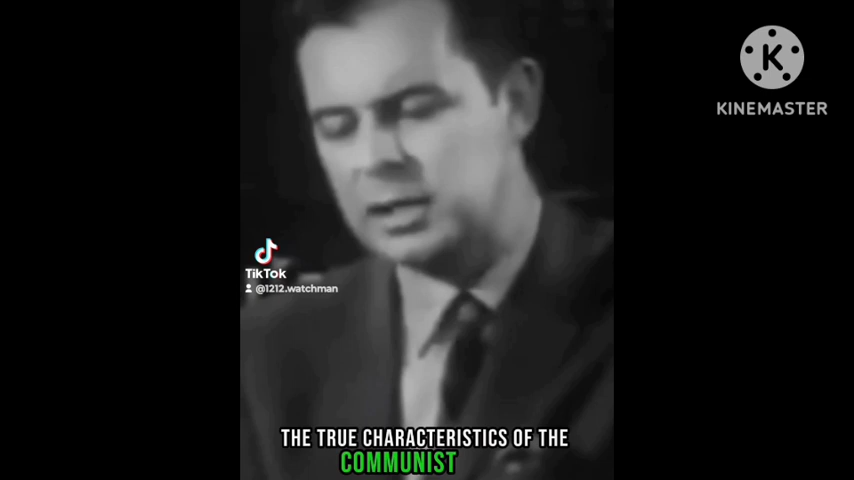 KINEMASTER
TikTok
@1212.watchman
THE TRUE CHARACTERISTICS OF THE
COMMUNIST